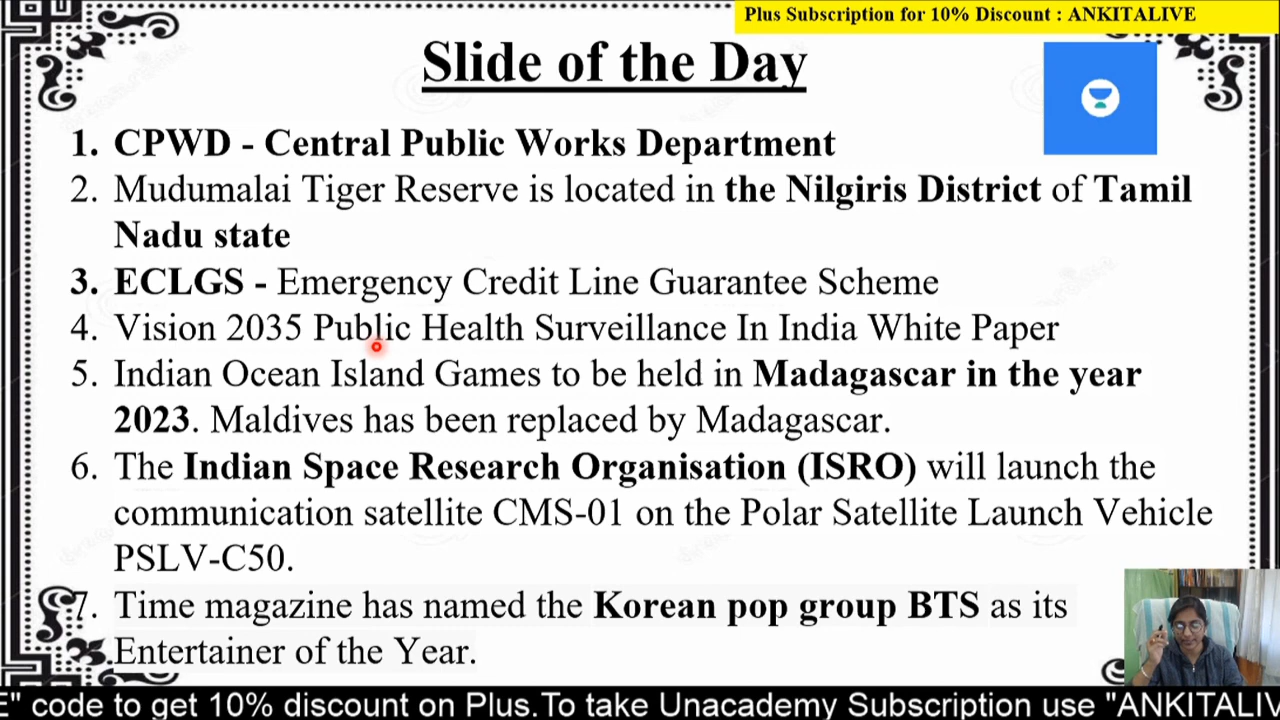 Plus Subscription for 10% Discount : ANKITALIVE
Slide of the Day
1. CPWD - Central Public Works Department
2. Mudumalai Tiger Reserve is located in the Nilgiris District of Tamil
Nadu state
3. ECLGS - Emergency Credit Line Guarantee Scheme
4. Vision 2035 Public Health Surveillance In India White Paper
5. Indian Ocean Island Games to be held in Madagascar in the year
2023. Maldives has been replaced by Madagascar.
6. The Indian Space Research Organisation (ISRO) will launch the
communication satellite CMS-01 on the Polar Satellite Launch Vehicle
PSLV-C50.
7. Time magazine has named the Korean pop group BTS as its
Entertainer of the Year.
E" code to get 10% discount on Plus.To take Unacademy Subscription use "ANKITALIV